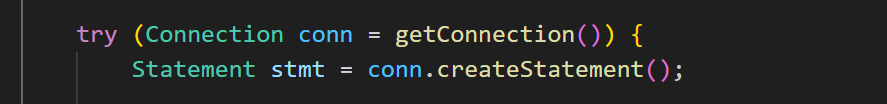 try (Connection conn = getConnection()) {
Statement stmt = conn.createStatement();